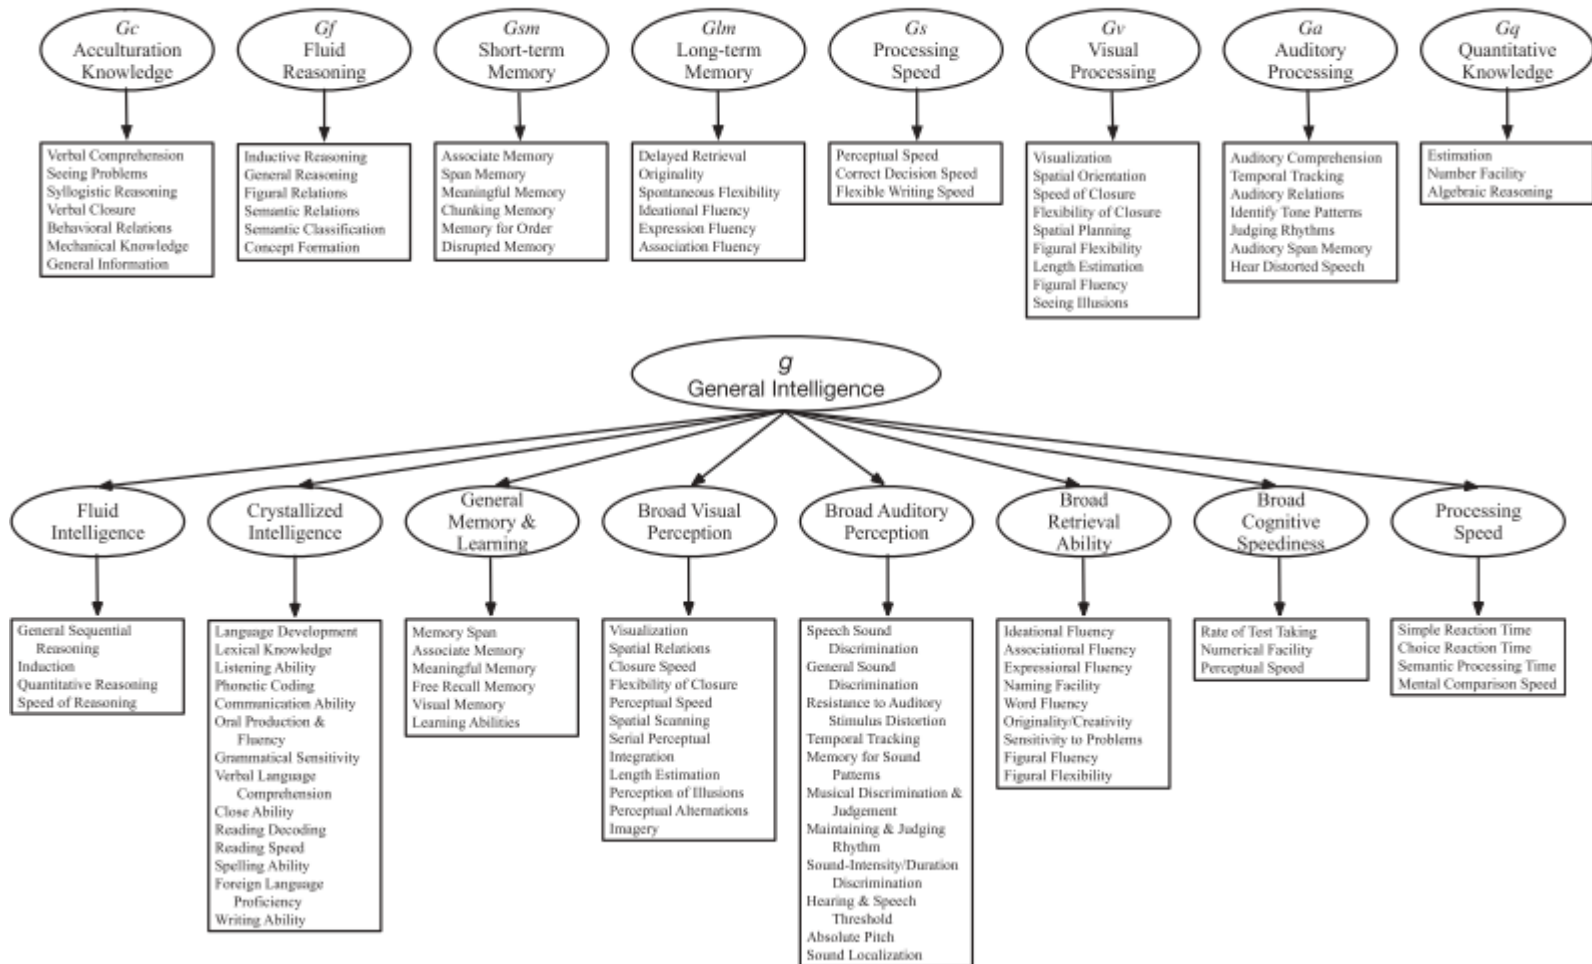 Gc
Acculturation
Knowledge
Gf
Fluid
Reasoning
Gsm
Short-term
Memory
Glm
Long-term
Memory
Gs
Processing
Speed
Gv
Visual
Processing
Ga
Auditory
Processing
Gq
Quantitative
Knowledge
Verbal Comprehension
Seeing Problems
Syllogistic Reasoning
Verbal Closure
Behavioral Relations
Mechanical Knowledge
General Information
Inductive Reasoning
General Reasoning
Figural Relations
Semantic Relations
Semantic Classification
Concept Formation
Associate Memory
Span Memory
Meaningful Memory
Chunking Memory
Memory for Order
Disrupted Memory
Delayed Retrieval
Originality
Spontaneous Flexibility
Ideational Fluency
Expression Fluency
Association Fluency
Perceptual Speed
Correct Decision Speed
Flexible Writing Speed
Visualization
Spatial Orientation
Speed of Closure
Flexibility of Closure
Spatial Planning
Figural Flexibility
Length Estimation
Figural Fluency
Seeing Illusions
Auditory Comprehension
Temporal Tracking
Auditory Relations
Identify Tone Patterns
Judging Rhythms
Auditory Span Memory
Hear Distorted Speech
Estimation
Number Facility
Algebraic Reasoning
g
General Intelligence
Fluid
Intelligence
Crystallized
Intelligence
General
Memory &
Learning
Broad Visual
Perception
Broad Auditory
Perception
Broad
Retrieval
Ability
Broad
Cognitive
Speediness
Processing
Speed
General Sequential
Reasoning
Induction
Quantitative Reasoning
Speed of Reasoning
Language Development
Lexical Knowledge
Listening Ability
Phonetic Coding
Communication Ability
Oral Production &
Fluency
Grammatical Sensitivity
Verbal Language
Comprehension
Close Ability
Reading Decoding
Reading Speed
Spelling Ability
Foreign Language
Proficiency
Writing Ability
Memory Span
Associate Memory
Meaningful Memory
Free Recall Memory
Visual Memory
Learning Abilities
Visualization
Spatial Relations
Closure Speed
Flexibility of Closure
Perceptual Speed
Spatial Scanning
Serial Perceptual
Integration
Length Estimation
Perception of Illusions
Perceptual Alternations
Imagery
Speech Sound
Discrimination
General Sound
Discrimination
Resistance to Auditory
Stimulus Distortion
Temporal Tracking
Memory for Sound
Patterns
Musical Discrimination &
Judgement
Maintaining & Judging
Rhythm
Sound-Intensity/Duration
Discrimination
Hearing & Speech
Threshold
Absolute Pitch
Sound Localization
Ideational Fluency
Associational Fluency
Expressional Fluency
Naming Facility
Word Fluency
Originality/Creativity
Sensitivity to Problems
Figural Fluency
Figural Flexibility
Rate of Test Taking
Numerical Facility
Perceptual Speed
Simple Reaction Time
Choice Reaction Time
Semantic Processing Time
Mental Comparison Speed